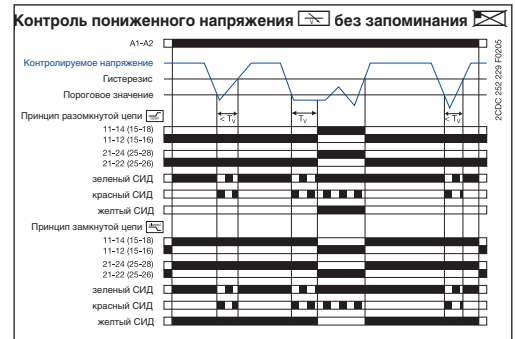 Контроль пониженного напряжения без запоминания
A1-A2
Контролируемое напряжение
Гистерезис
Пороговое значение
< Tv Tv < Tv
Принцип разомкнутой цепи
11-14 (15-18)
11-12 (15-16)
21-24 (25-28)
21-22 (25-26)
зеленый СИД
красный СИД
желтый СИД
Принцип замкнутой цепи
11-14 (15-18)
11-12 (15-16)
21-24 (25-28)
21-22 (25-26)
зеленый СИД
красный СИД
желтый СИД
2CDC 252 229 F0205